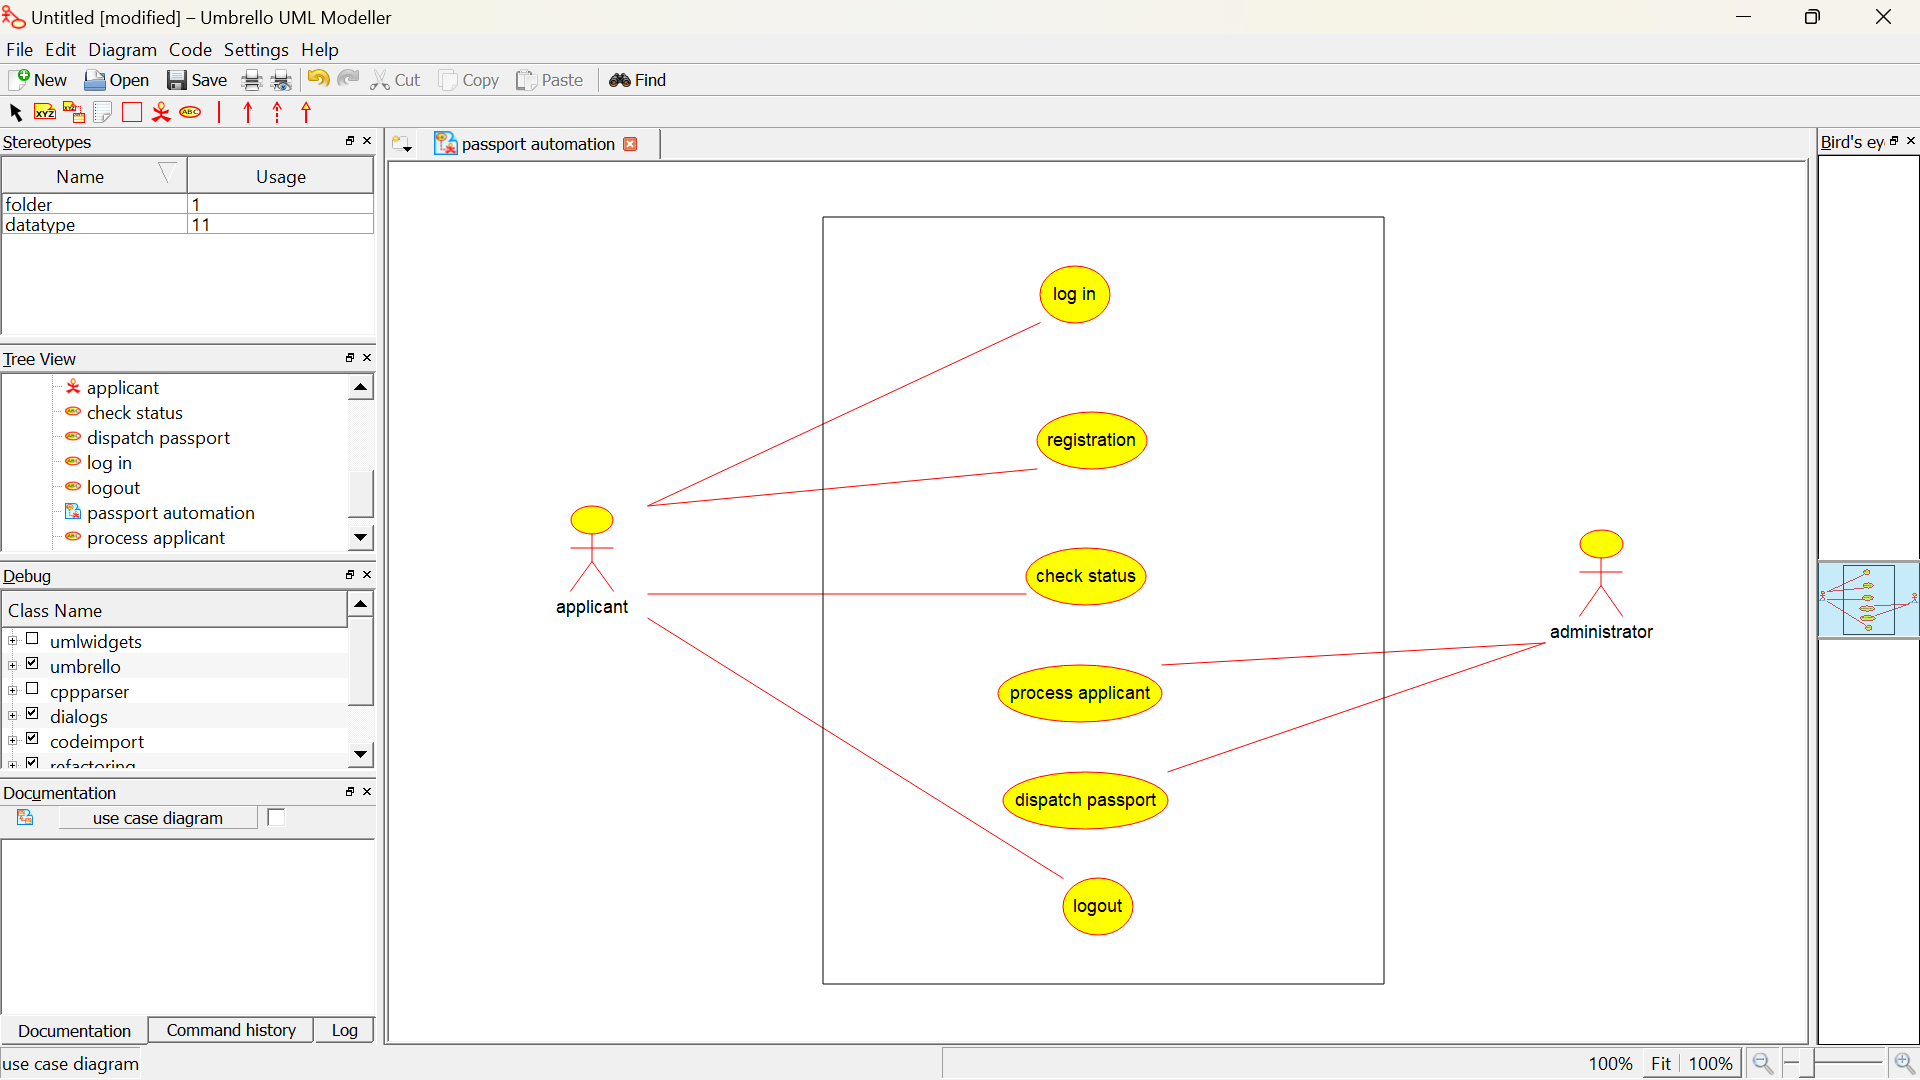 Untitled [modified] – Umbrello UML Modeller
File Edit Diagram Code Settings Help
New Open Save Cut Copy Paste Find
XYZ XYZ ABC
Stereotypes
Name Usage
folder 1
datatype 11
Tree View
applicant
check status
dispatch passport
log in
logout
passport automation
process applicant
Debug
Class Name
umlwidgets
umbrello
cppparser
dialogs
codeimport
refactoring
Documentation
use case diagram
Documentation Command history Log
use case diagram
passport automation
log in
registration
check status
applicant
administrator
process applicant
dispatch passport
logout
Bird's ey
100% Fit 100%